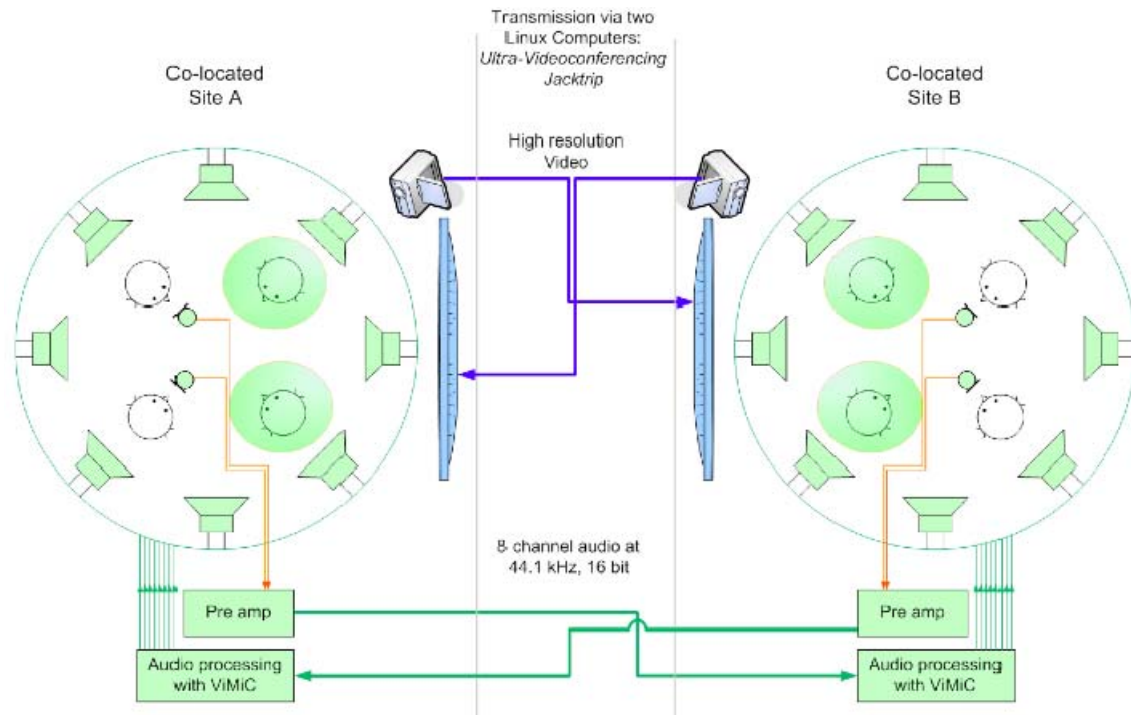 Transmission via two
Linux Computers:
Ultra-Videoconferencing
Jacktrip
Co-located
Site A
Co-located
Site B
High resolution
Video
8 channel audio at
44.1 kHz, 16 bit
Pre amp
Pre amp
Audio processing
with ViMiC
Audio processing
with ViMiC